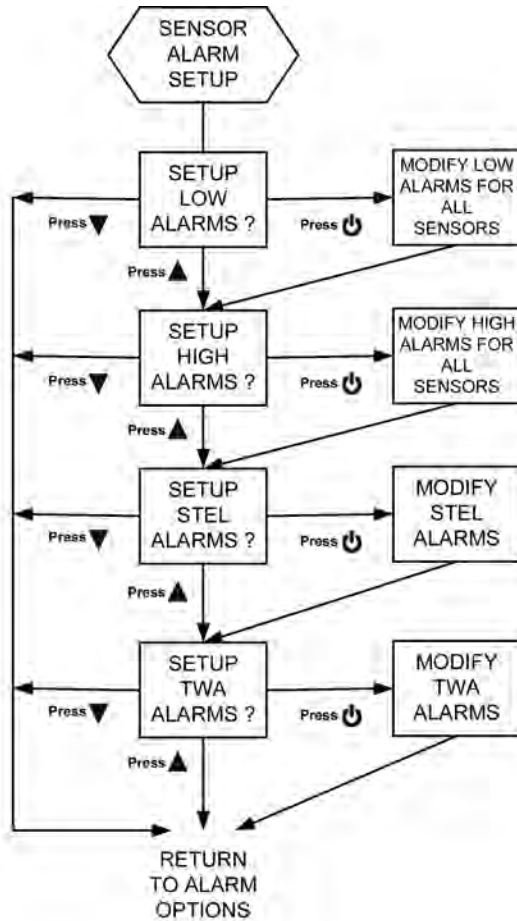 SENSOR
ALARM
SETUP
SETUP
LOW
ALARMS ?
Press
Press
MODIFY LOW
ALARMS FOR
ALL
SENSORS
Press
SETUP
HIGH
ALARMS ?
Press
Press
MODIFY HIGH
ALARMS FOR
ALL
SENSORS
Press
SETUP
STEL
ALARMS ?
Press
Press
MODIFY
STEL
ALARMS
Press
SETUP
TWA
ALARMS ?
Press
Press
MODIFY
TWA
ALARMS
Press
RETURN
TO ALARM
OPTIONS